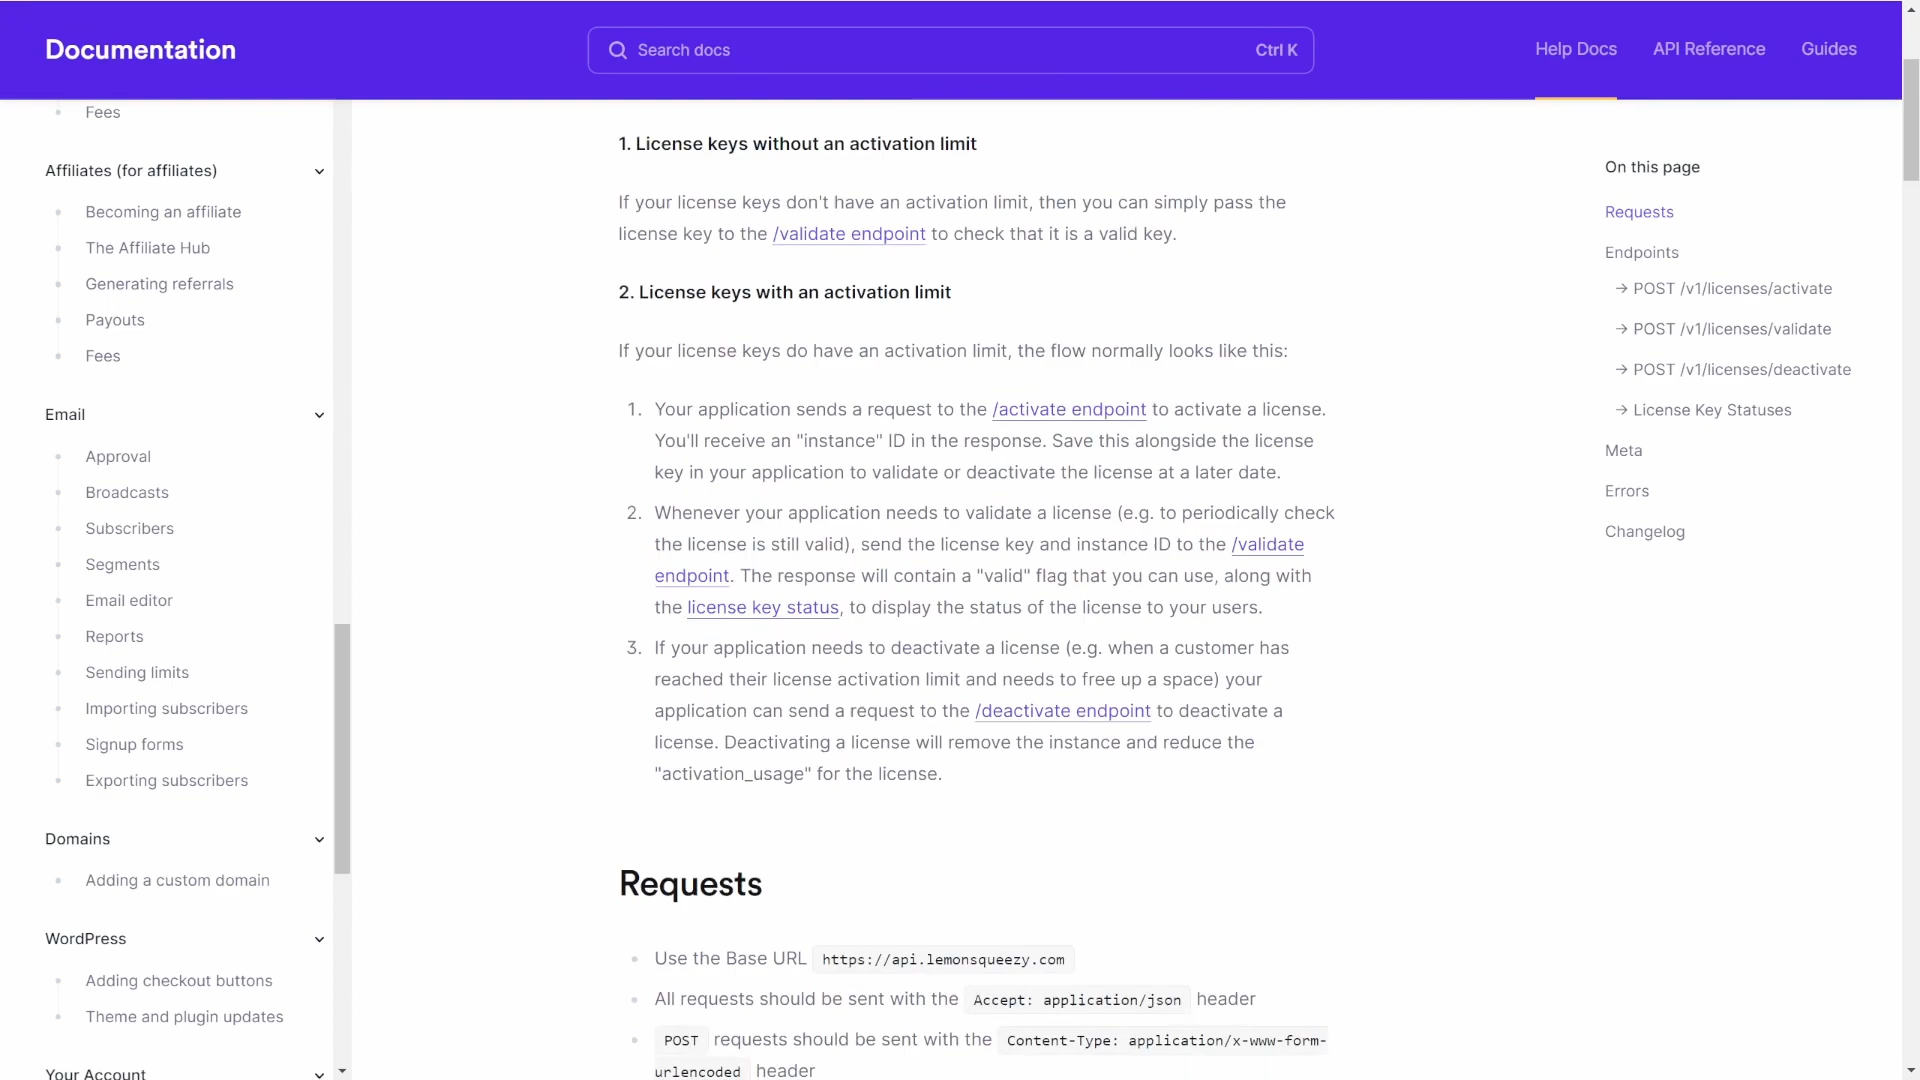 Documentation
Search docs
Ctrl K
Help Docs
API Reference
Guides
Fees
Affiliates (for affiliates)
Becoming an affiliate
The Affiliate Hub
Generating referrals
Payouts
Fees
Email
Approval
Broadcasts
Subscribers
Segments
Email editor
Reports
Sending limits
Importing subscribers
Signup forms
Exporting subscribers
Domains
Adding a custom domain
WordPress
Adding checkout buttons
Theme and plugin updates
Your Account
1. License keys without an activation limit
If your license keys don't have an activation limit, then you can simply pass the
license key to the /validate endpoint to check that it is a valid key.
2. License keys with an activation limit
If your license keys do have an activation limit, the flow normally looks like this:
1. Your application sends a request to the /activate endpoint to activate a license.
You'll receive an "instance" ID in the response. Save this alongside the license
key in your application to validate or deactivate the license at a later date.
2. Whenever your application needs to validate a license (e.g. to periodically check
the license is still valid), send the license key and instance ID to the /validate
endpoint. The response will contain a "valid" flag that you can use, along with
the license key status, to display the status of the license to your users.
3. If your application needs to deactivate a license (e.g. when a customer has
reached their license activation limit and needs to free up a space) your
application can send a request to the /deactivate endpoint to deactivate a
license. Deactivating a license will remove the instance and reduce the
"activation_usage" for the license.
Requests
Use the Base URL https://api.lemonsqueezy.com
All requests should be sent with the Accept: application/json header
POST requests should be sent with the Content-Type: application/x-www-form-
urlencoded header
On this page
Requests
Endpoints
→ POST /v1/licenses/activate
→ POST /v1/licenses/validate
→ POST /v1/licenses/deactivate
→ License Key Statuses
Meta
Errors
Changelog